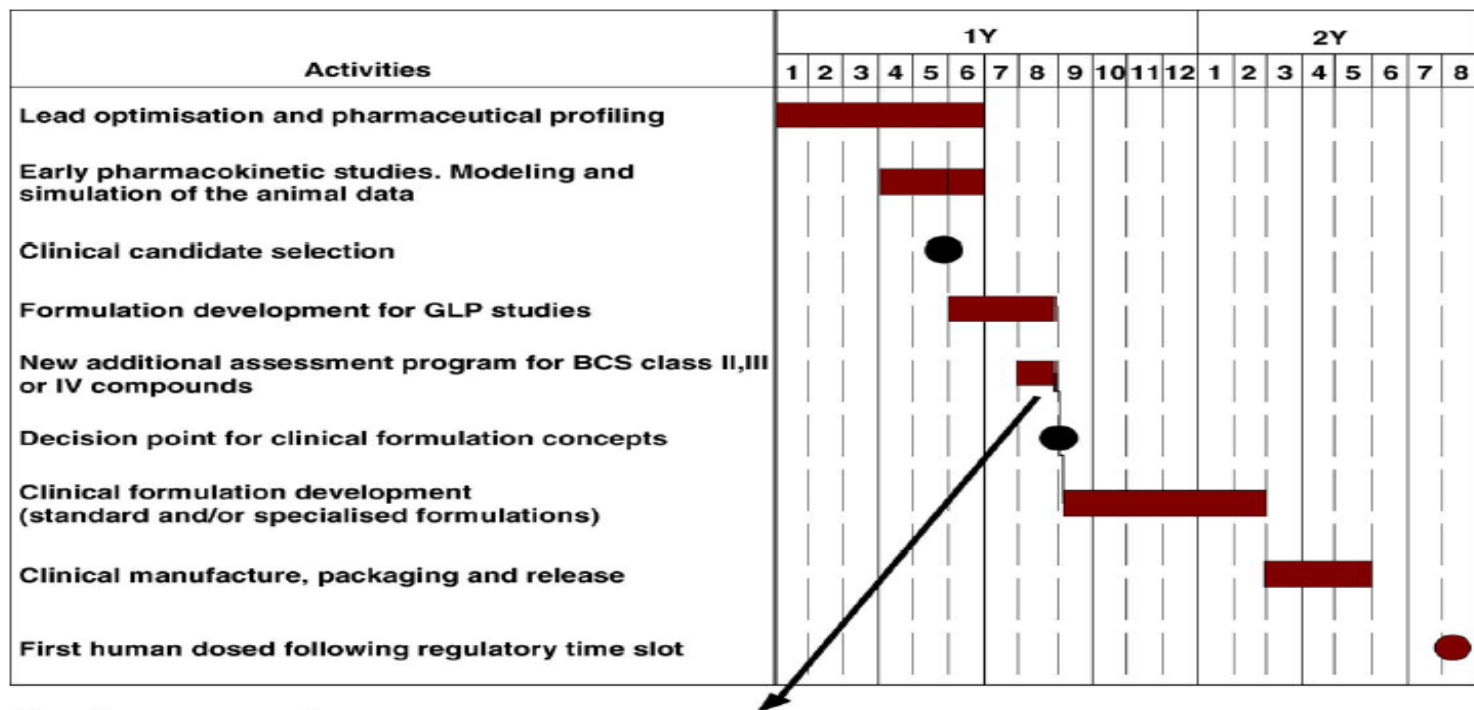 1Y 2Y
Activities 1 2 3 4 5 6 7 8 9 10 11 12 1 2 3 4 5 6 7 8
Lead optimisation and pharmaceutical profiling
Early pharmacokinetic studies. Modeling and
simulation of the animal data
Clinical candidate selection
Formulation development for GLP studies
New additional assessment program for BCS class II,III
or IV compounds
Decision point for clinical formulation concepts
Clinical formulation development
(standard and/or specialised formulations)
Clinical manufacture, packaging and release
First human dosed following regulatory time slot